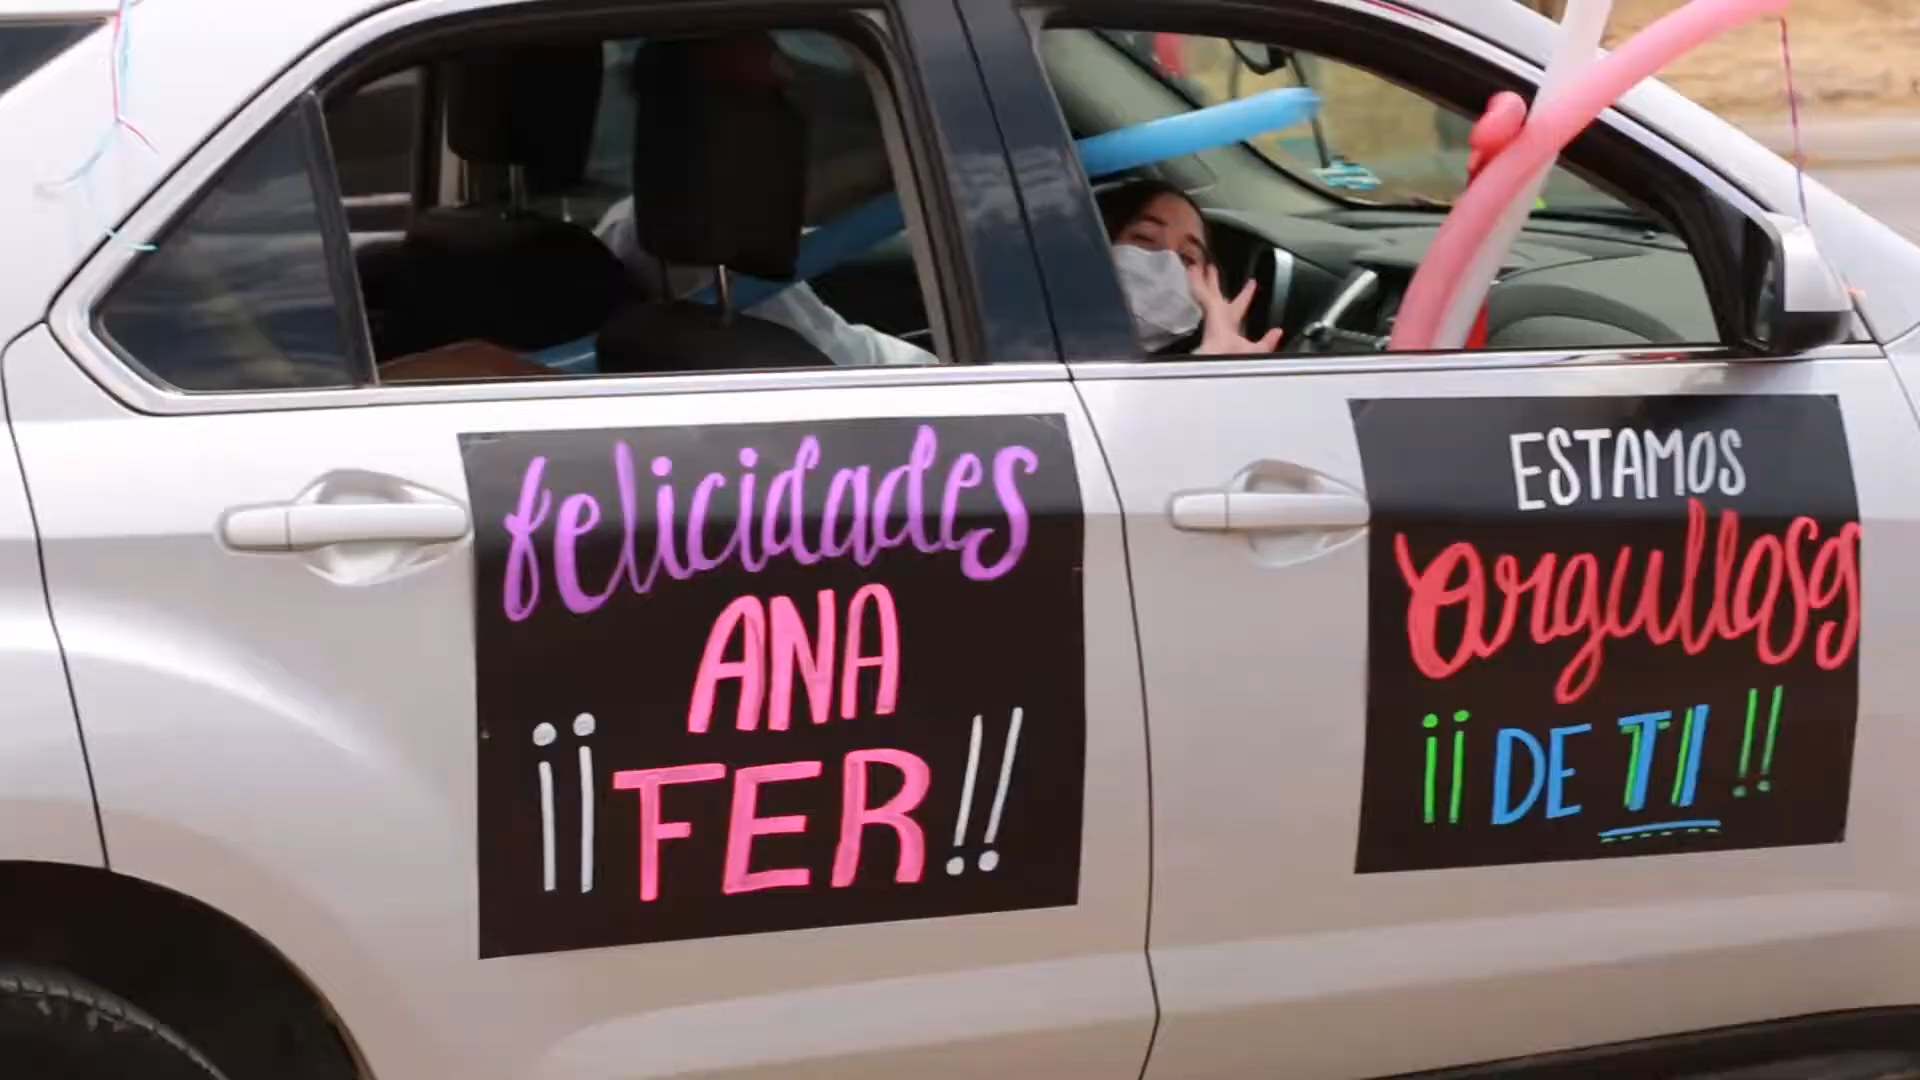 felicidades
ANA
¡¡FER!!
ESTAMOS
orgullosos
¡¡DE TI!!